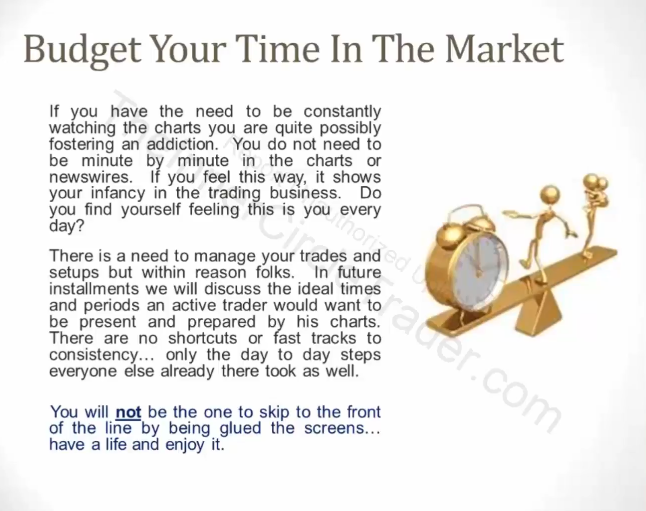 Budget Your Time In The Market
If you have the need to be constantly
watching the charts you are quite possibly
fostering an addiction. You do not need to
be minute by minute in the charts or
newswires. If you feel this way, it shows
your infancy in the trading business. Do
you find yourself feeling this is you every
day?
There is a need to manage your trades and
setups but within reason folks. In future
installments we will discuss the ideal times
and periods an active trader would want to
be present and prepared by his charts.
There are no shortcuts or fast tracks to
consistency... only the day to day steps
everyone else already there took as well.
You will not be the one to skip to the front
of the line by being glued the screens...
have a life and enjoy it.
TheInnerCircleTrader.com